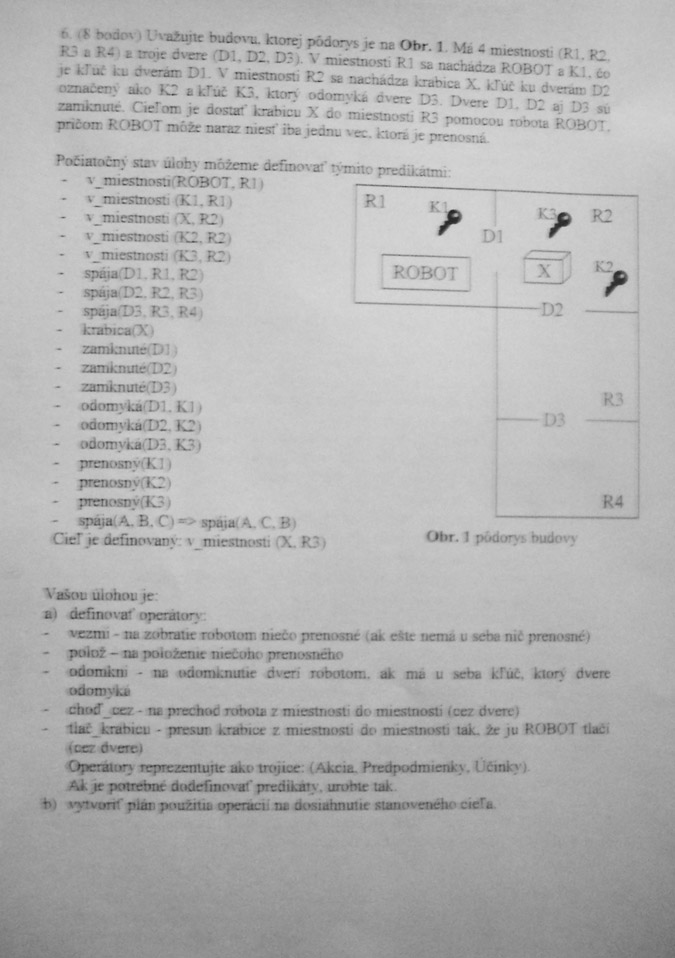 6. (8 bodov) Uvažujte budovu, ktorej pôdorys je na Obr. 1. Má 4 miestnosti (R1, R2,
R3 a R4) a troje dvere (D1, D2, D3). V miestnosti R1 sa nachádza ROBOT a K1, čo
je kľúč ku dverám D1. V miestnosti R2 sa nachádza krabica X, kľúč ku dverám D2
označený ako K2 a kľúč K3, ktorý odomyká dvere D3. Dvere D1, D2 aj D3 sú
zamknuté. Cieľom je dostať krabicu X do miestnosti R3 pomocou robota ROBOT,
pričom ROBOT môže naraz niesť iba jednu vec, ktorá je prenosná.
Počiatočný stav úlohy môžeme definovať týmito predikátmi:
- v_miestnosti(ROBOT, R1)
- v_miestnosti (K1, R1)
- v_miestnosti (X, R2)
- v_miestnosti (K2, R2)
- v_miestnosti (K3, R2)
- spája(D1, R1, R2)
- spája(D2, R2, R3)
- spája(D3, R3, R4)
- krabica(X)
- zamknuté(D1)
- zamknuté(D2)
- zamknuté(D3)
- odomyká(D1, K1)
- odomyká(D2, K2)
- odomyká(D3, K3)
- prenosný(K1)
- prenosný(K2)
- prenosný(K3)
- spája(A, B, C) => spája(A, C, B)
Cieľ je definovaný: v_miestnosti (X, R3)
R1 K1 K3 R2
D1
ROBOT X K2
D2
R3
D3
R4
Obr. 1 pôdorys budovy
Vašou úlohou je:
a) definovať operátory:
- vezmi - na zobratie robotom niečo prenosné (ak ešte nemá u seba nič prenosné)
- polož – na položenie niečoho prenosného
- odomkni - na odomknutie dverí robotom, ak má u seba kľúč, ktorý dvere
odomyká
- choď_cez - na prechod robota z miestnosti do miestnosti (cez dvere)
- tlač_krabicu - presun krabice z miestnosti do miestnosti tak, že ju ROBOT tlačí
(cez dvere)
Operátory reprezentujte ako trojice: (Akcia, Predpodmienky, Účinky).
Ak je potrebné dodefinovať predikáty, urobte tak.
b) vytvoriť plán použitia operácií na dosiahnutie stanoveného cieľa.